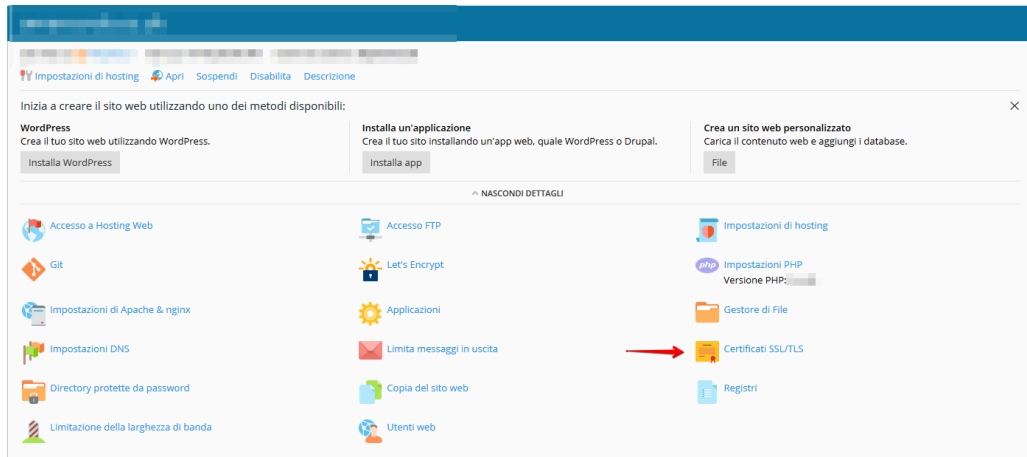 Impostazioni di hosting Apri Sospendi Disabilita Descrizione
Inizia a creare il sito web utilizzando uno dei metodi disponibili:
WordPress
Crea il tuo sito web utilizzando WordPress.
Installa WordPress
Installa un'applicazione
Crea il tuo sito installando un'app web, quale WordPress o Drupal.
Installa app
Crea un sito web personalizzato
Carica il contenuto web e aggiungi i database.
File
NASCONDI DETTAGLI
Accesso a Hosting Web
Accesso FTP
Impostazioni di hosting
Git
Let's Encrypt
php
Impostazioni PHP
Versione PHP:
Impostazioni di Apache & nginx
Applicazioni
Gestore di File
Impostazioni DNS
Limita messaggi in uscita
Certificati SSL/TLS
Directory protette da password
Copia del sito web
Registri
Limitazione della larghezza di banda
Utenti web